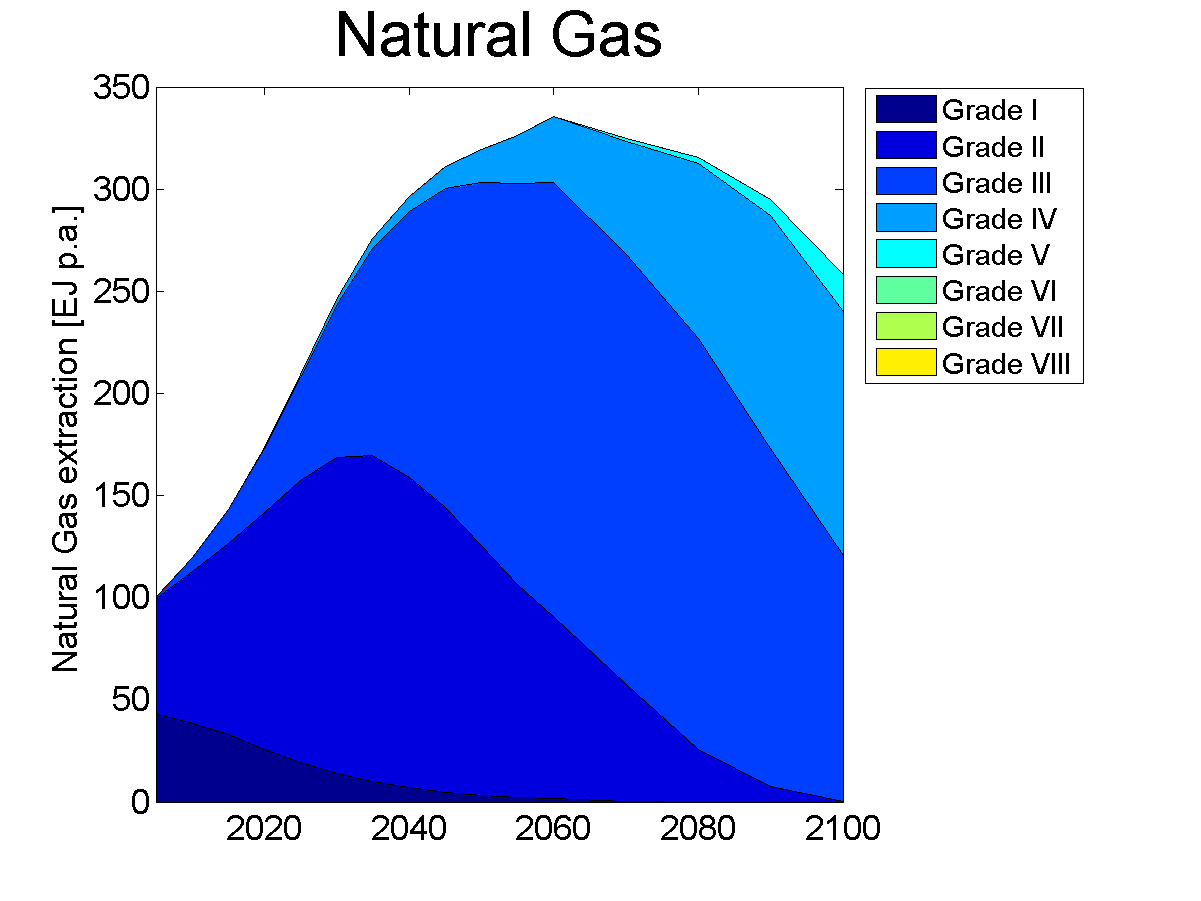 Natural Gas
Natural Gas extraction [EJ p.a.]
350
300
250
200
150
100
50
0
2020 2040 2060 2080 2100
Grade I
Grade II
Grade III
Grade IV
Grade V
Grade VI
Grade VII
Grade VIII